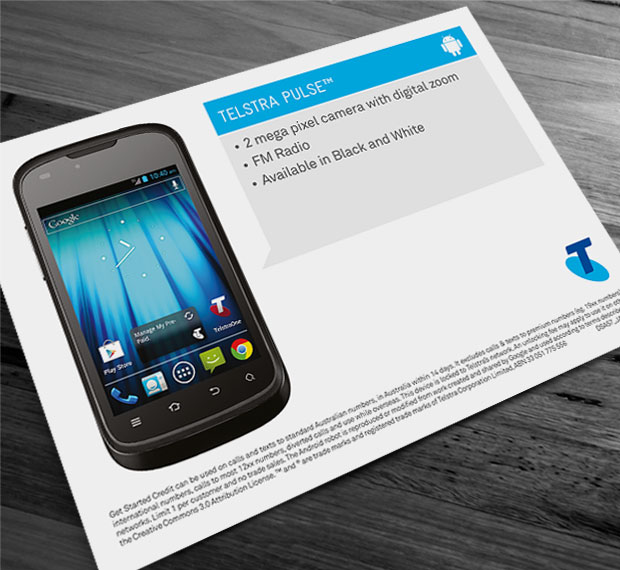 TELSTRA PULSE™
• 2 mega pixel camera with digital zoom
• FM Radio
• Available in Black and White
10:45 AM
Google
Manage My Pre-
Paid.
TelstraOne
Play Store
T
Get Started Credit can be used on calls and texts to standard Australian numbers, in Australia within 14 days. It excludes calls & texts to premium numbers (eg. 19xx numbers)
international numbers, calls to most 12xx numbers, diverted calls and use while overseas. This device is locked to Telstra's network. An unlocking fee may apply to use it on
networks. Limit 1 per customer and no trade sales. The Android robot is reproduced or modified from work created and shared by Google and used according to terms
the Creative Commons 3.0 Attribution License. ™ and ® are trade marks and registered trade marks of Telstra Corporation Limited, ABN 33 051 775 556